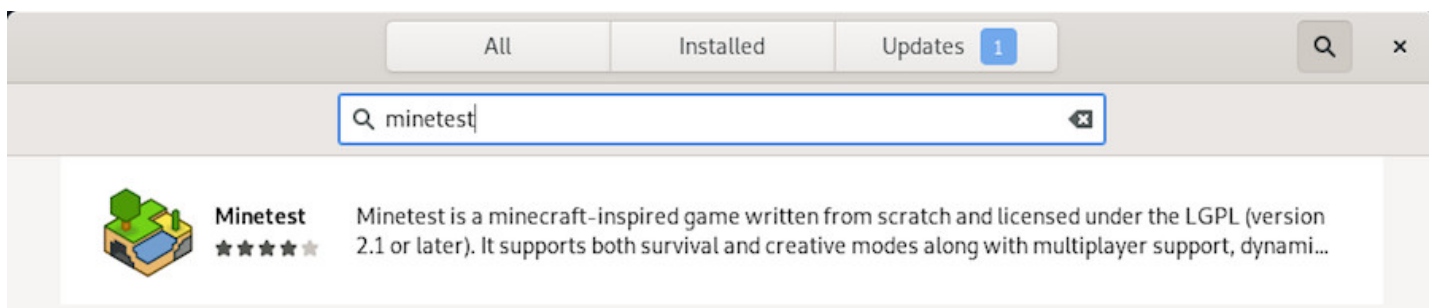 All Installed Updates 1
minetest
Minetest
Minetest is a minecraft-inspired game written from scratch and licensed under the LGPL (version
2.1 or later). It supports both survival and creative modes along with multiplayer support, dynami...